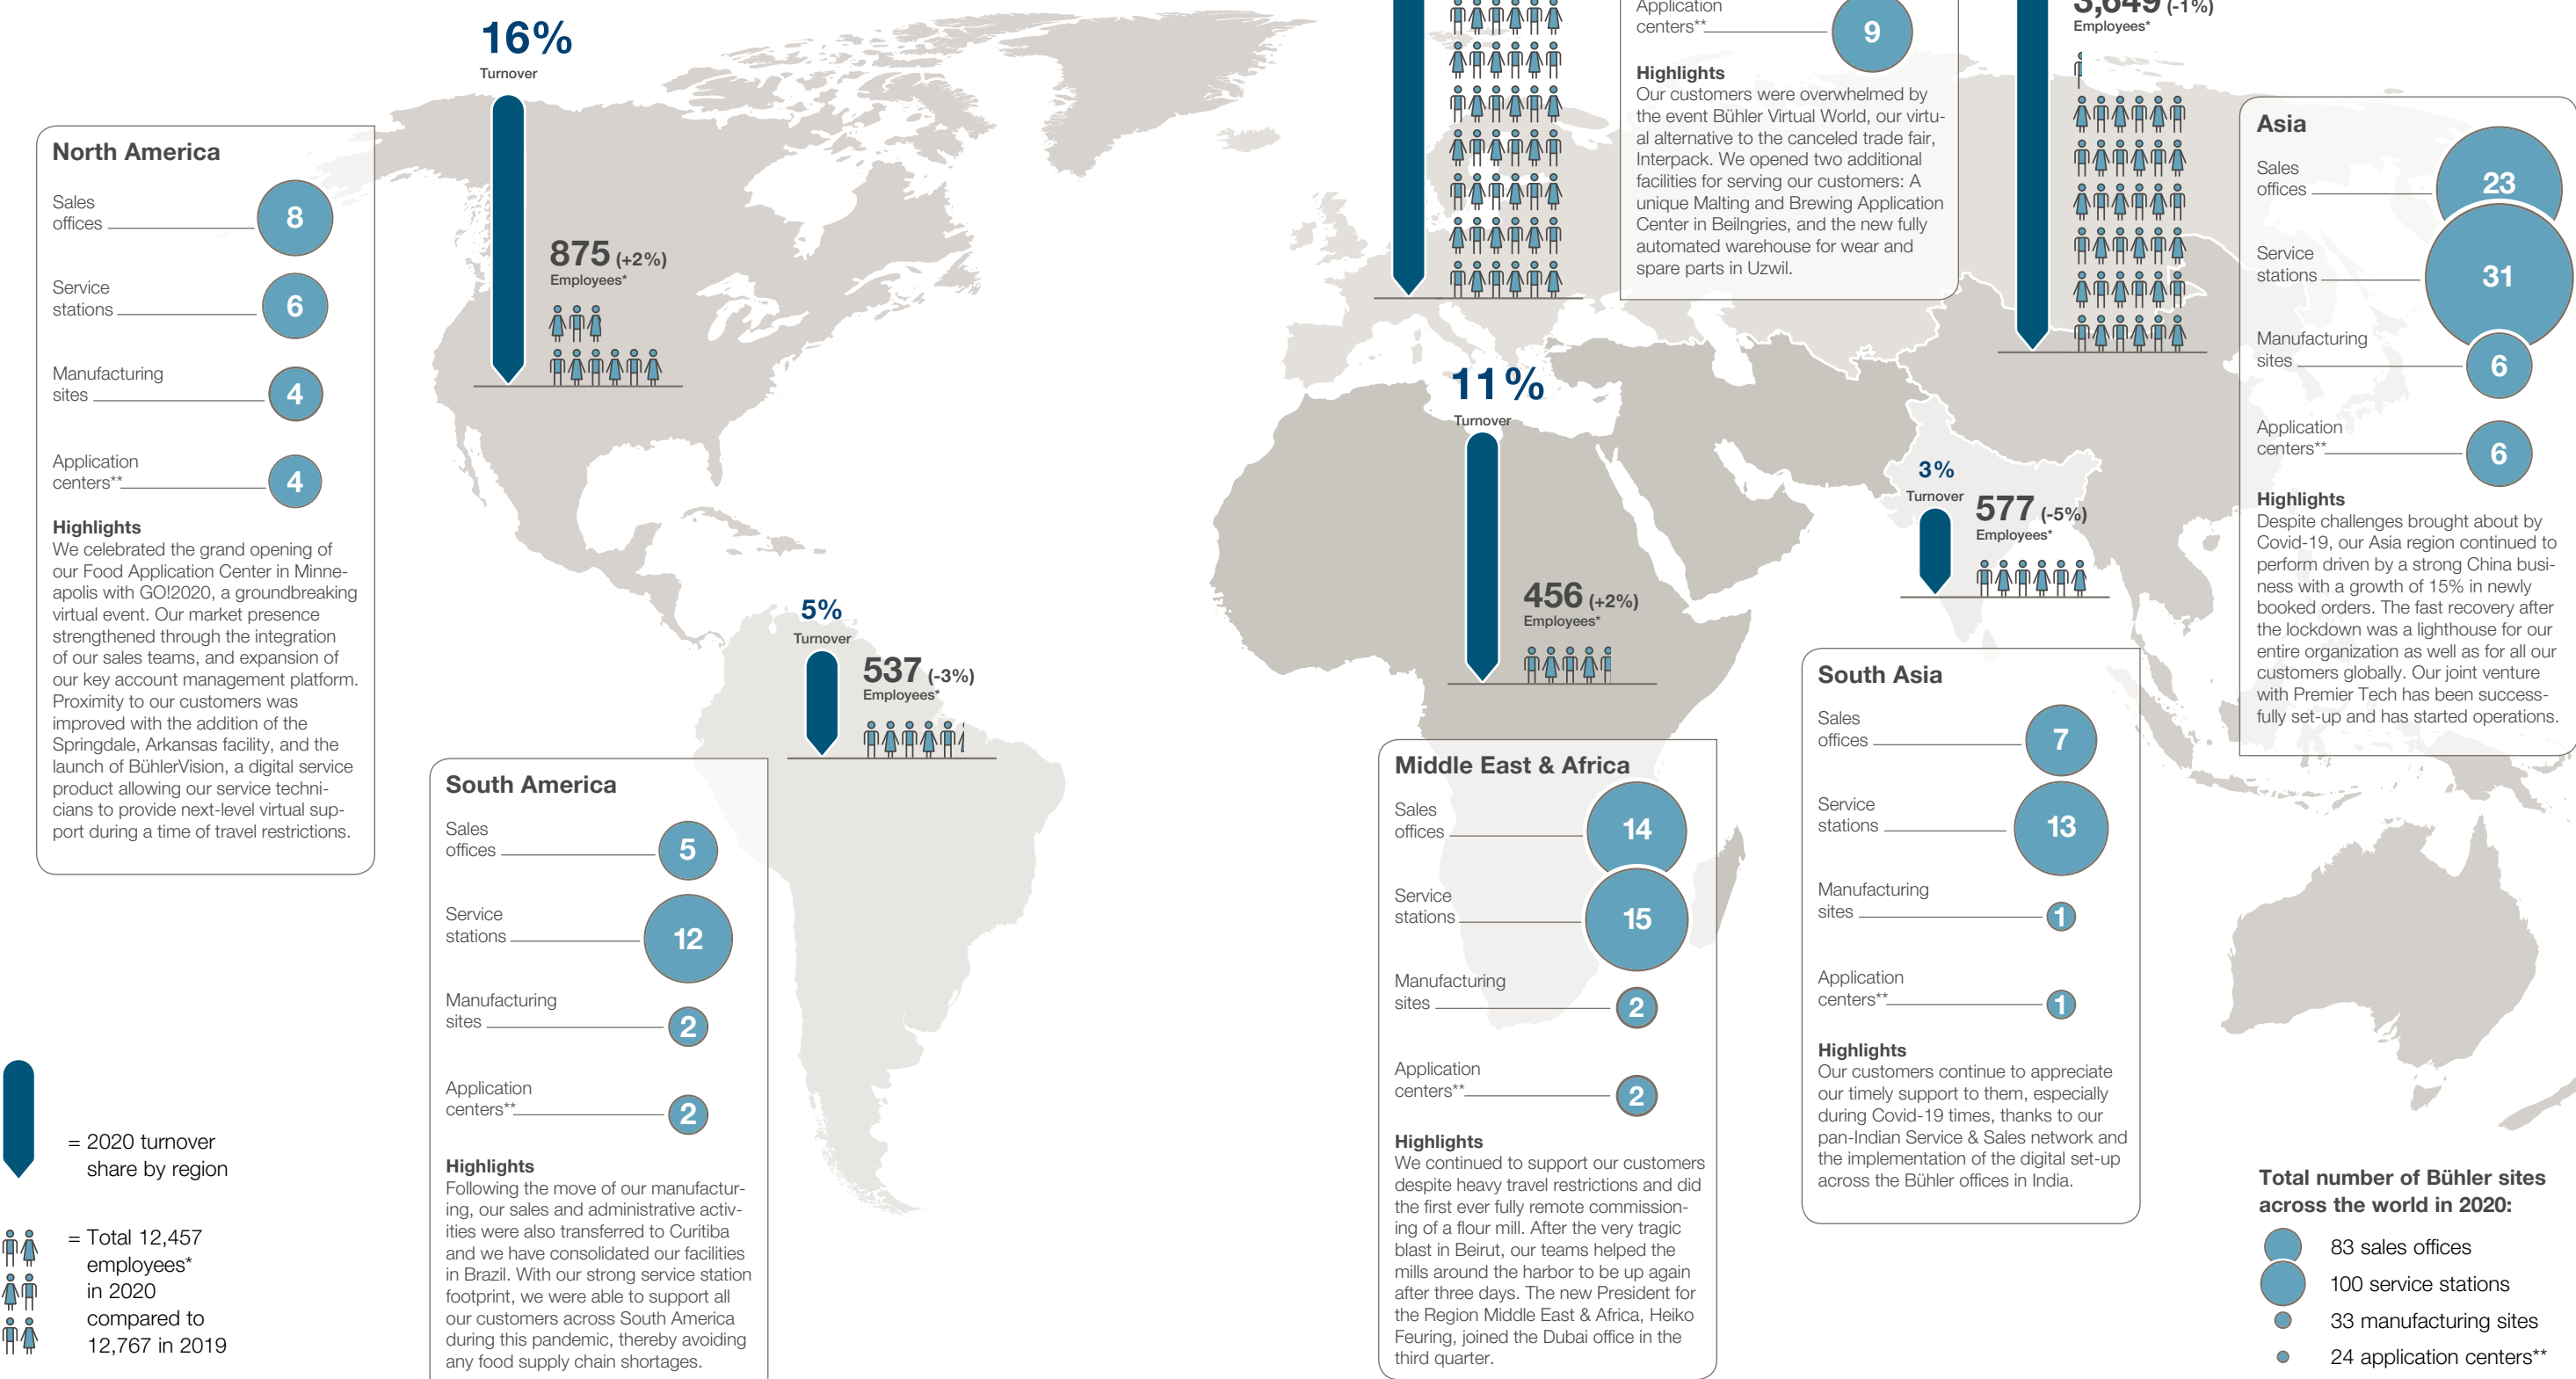 16%
Turnover
875 (+2%)
Employees*
North America
Sales
offices
8
Service
stations
6
Manufacturing
sites
4
Application
centers**
4
Highlights
We celebrated the grand opening of
our Food Application Center in Minne-
apolis with GO!2020, a groundbreaking
virtual event. Our market presence
strengthened through the integration
of our sales teams, and expansion of
our key account management platform.
Proximity to our customers was
improved with the addition of the
Springdale, Arkansas facility, and the
launch of BühlerVision, a digital service
product allowing our service techni-
cians to provide next-level virtual sup-
port during a time of travel restrictions.
5%
Turnover
537 (-3%)
Employees*
South America
Sales
offices
5
Service
stations
12
Manufacturing
sites
2
Application
centers**
2
Highlights
Following the move of our manufactur-
ing, our sales and administrative activ-
ities were also transferred to Curitiba
and we have consolidated our facilities
in Brazil. With our strong service station
footprint, we were able to support all
our customers across South America
during this pandemic, thereby avoiding
any food supply chain shortages.
= 2020 turnover
share by region
= Total 12,457
employees*
in 2020
compared to
12,767 in 2019
Application
centers**
9
Highlights
Our customers were overwhelmed by
the event Bühler Virtual World, our virtu-
al alternative to the canceled trade fair,
Interpack. We opened two additional
facilities for serving our customers: A
unique Malting and Brewing Application
Center in Beilngries, and the new fully
automated warehouse for wear and
spare parts in Uzwil.
11%
Turnover
456 (+2%)
Employees*
Middle East & Africa
Sales
offices
14
Service
stations
15
Manufacturing
sites
2
Application
centers**
2
Highlights
We continued to support our customers
despite heavy travel restrictions and did
the first ever fully remote commission-
ing of a flour mill. After the very tragic
blast in Beirut, our teams helped the
mills around the harbor to be up again
after three days. The new President for
the Region Middle East & Africa, Heiko
Feuring, joined the Dubai office in the
third quarter.
3%
Turnover
577 (-5%)
Employees*
South Asia
Sales
offices
7
Service
stations
13
Manufacturing
sites
1
Application
centers**
1
Highlights
Our customers continue to appreciate
our timely support to them, especially
during Covid-19 times, thanks to our
pan-Indian Service & Sales network and
the implementation of the digital set-up
across the Bühler offices in India.
3,649 (-1%)
Employees*
Asia
Sales
offices
23
Service
stations
31
Manufacturing
sites
6
Application
centers**
6
Highlights
Despite challenges brought about by
Covid-19, our Asia region continued to
perform driven by a strong China busi-
ness with a growth of 15% in newly
booked orders. The fast recovery after
the lockdown was a lighthouse for our
entire organization as well as for all our
customers globally. Our joint venture
with Premier Tech has been success-
fully set-up and has started operations.
Total number of Bühler sites
across the world in 2020:
83 sales offices
100 service stations
33 manufacturing sites
24 application centers**